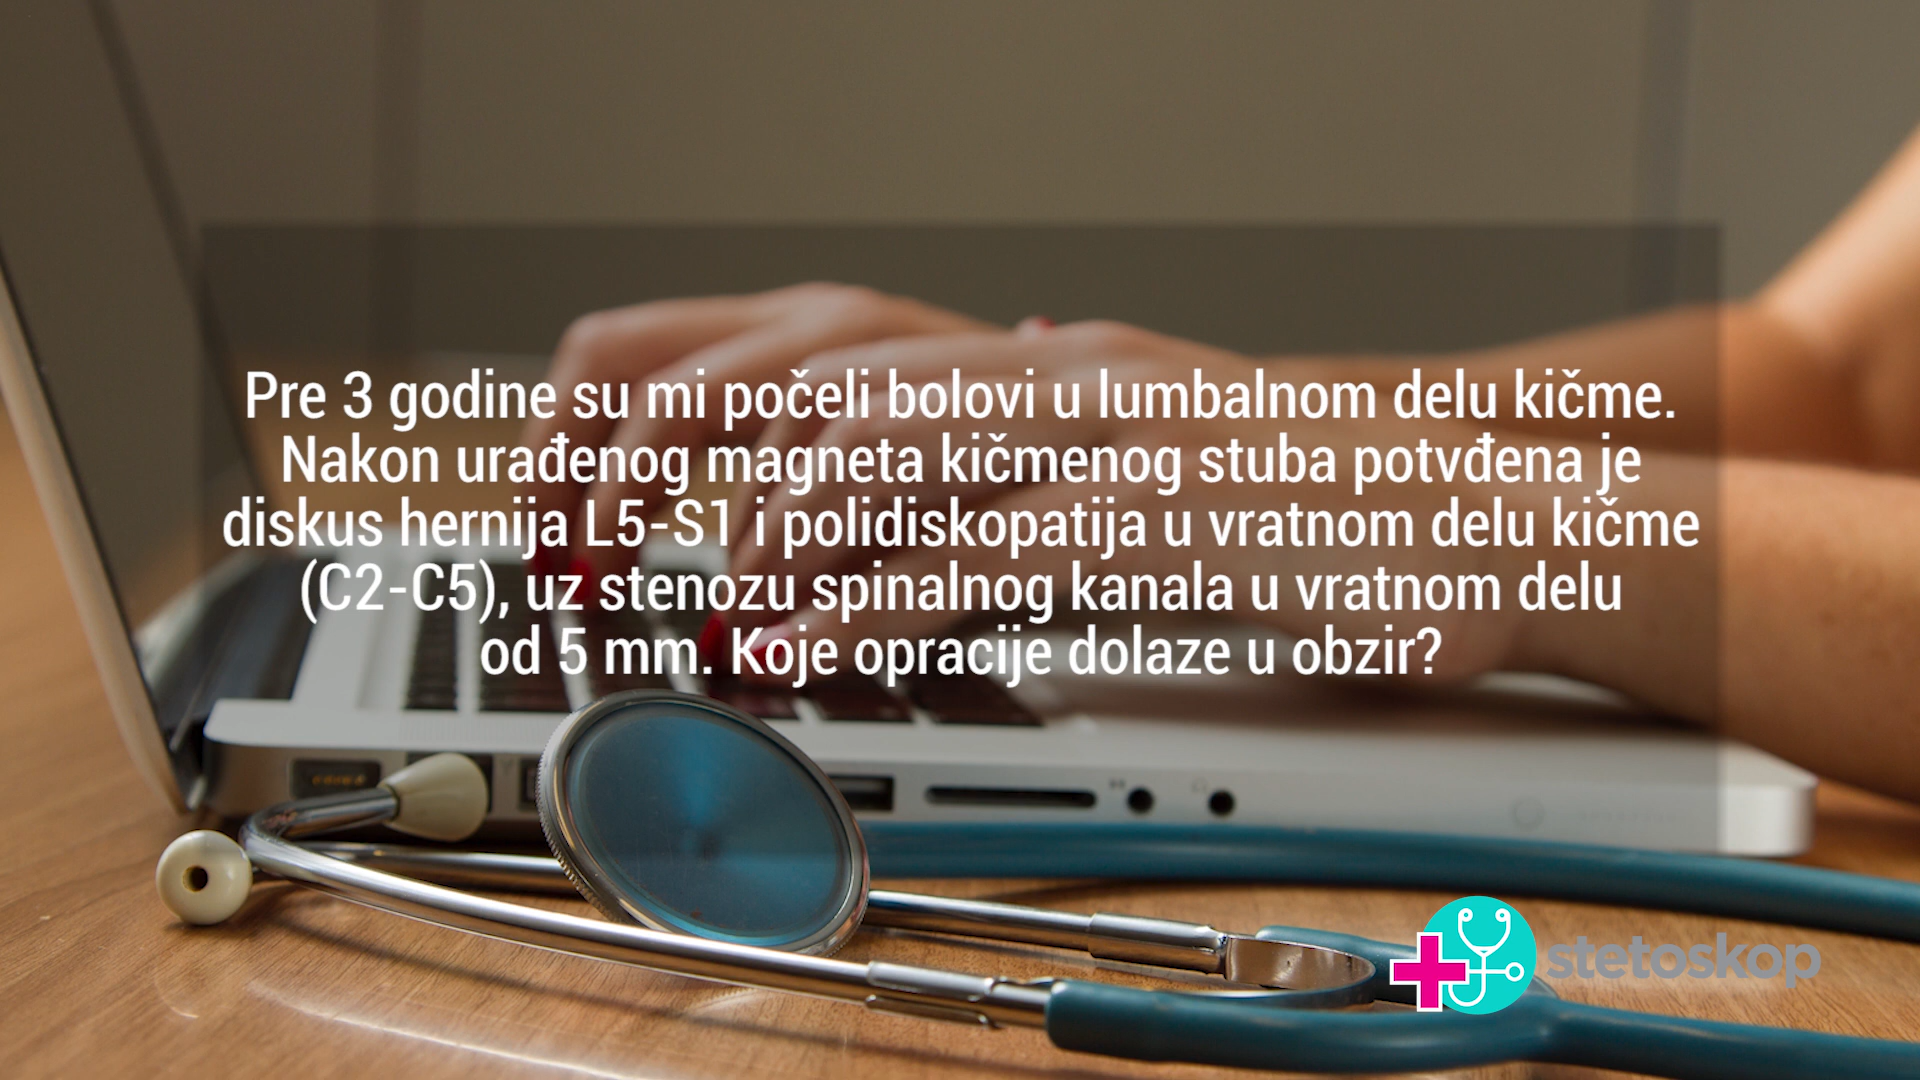 Pre 3 godine su mi počeli bolovi u lumbalnom delu kičme.
Nakon urađenog magneta kičmenog stuba potvđena je
diskus hernija L5-S1 i polidiskopatija u vratnom delu kičme
(C2-C5), uz stenozu spinalnog kanala u vratnom delu
od 5 mm. Koje opracije dolaze u obzir?
stetoskop